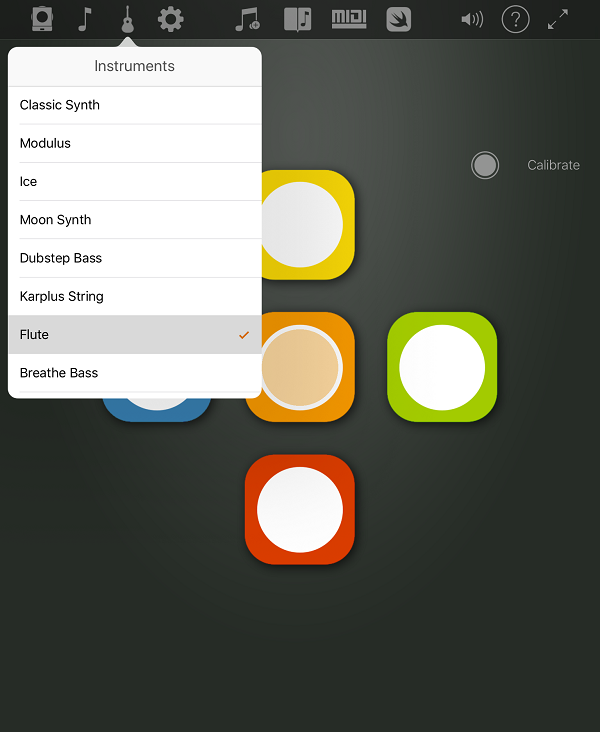 MIDI
?
Instruments
Classic Synth
Modulus
Ice
Moon Synth
Dubstep Bass
Karplus String
Flute
Breathe Bass
Calibrate